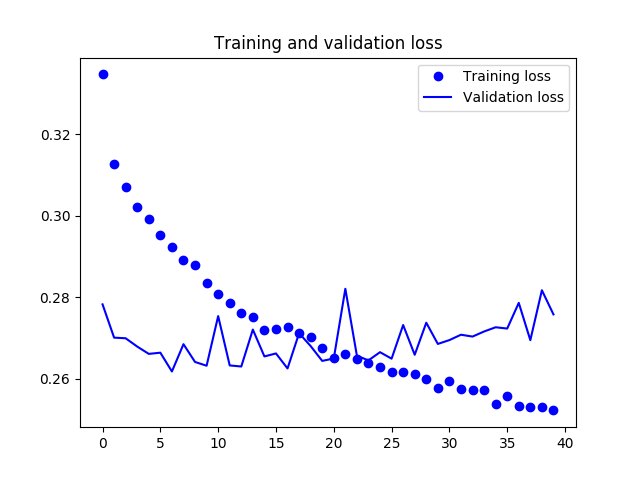 Training and validation loss
Training loss
Validation loss
0.32
0.30
0.28
0.26
0 5 10 15 20 25 30 35 40